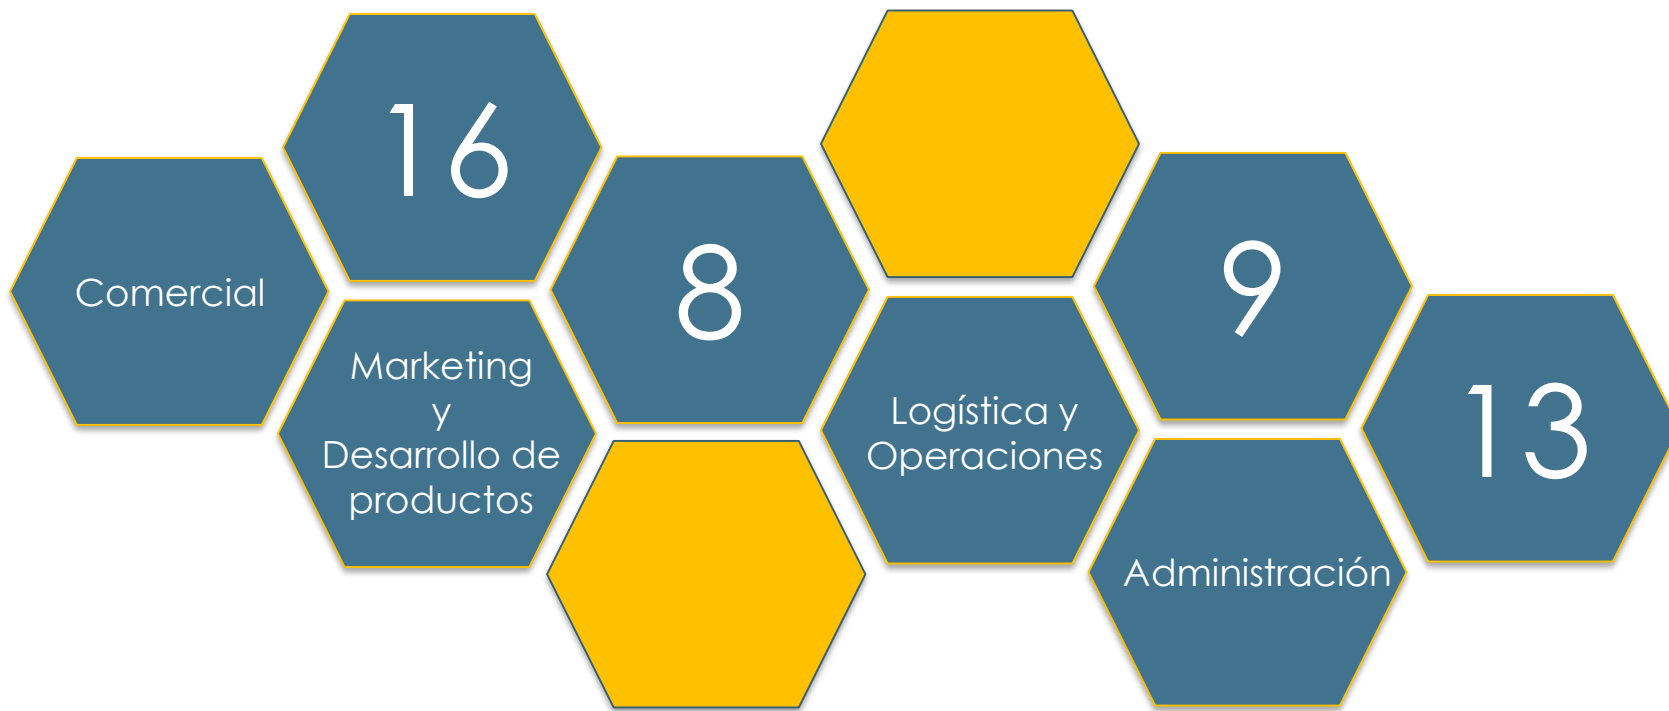 Comercial
16
Marketing
y
Desarrollo de
productos
8
Logística y
Operaciones
9
Administración
13